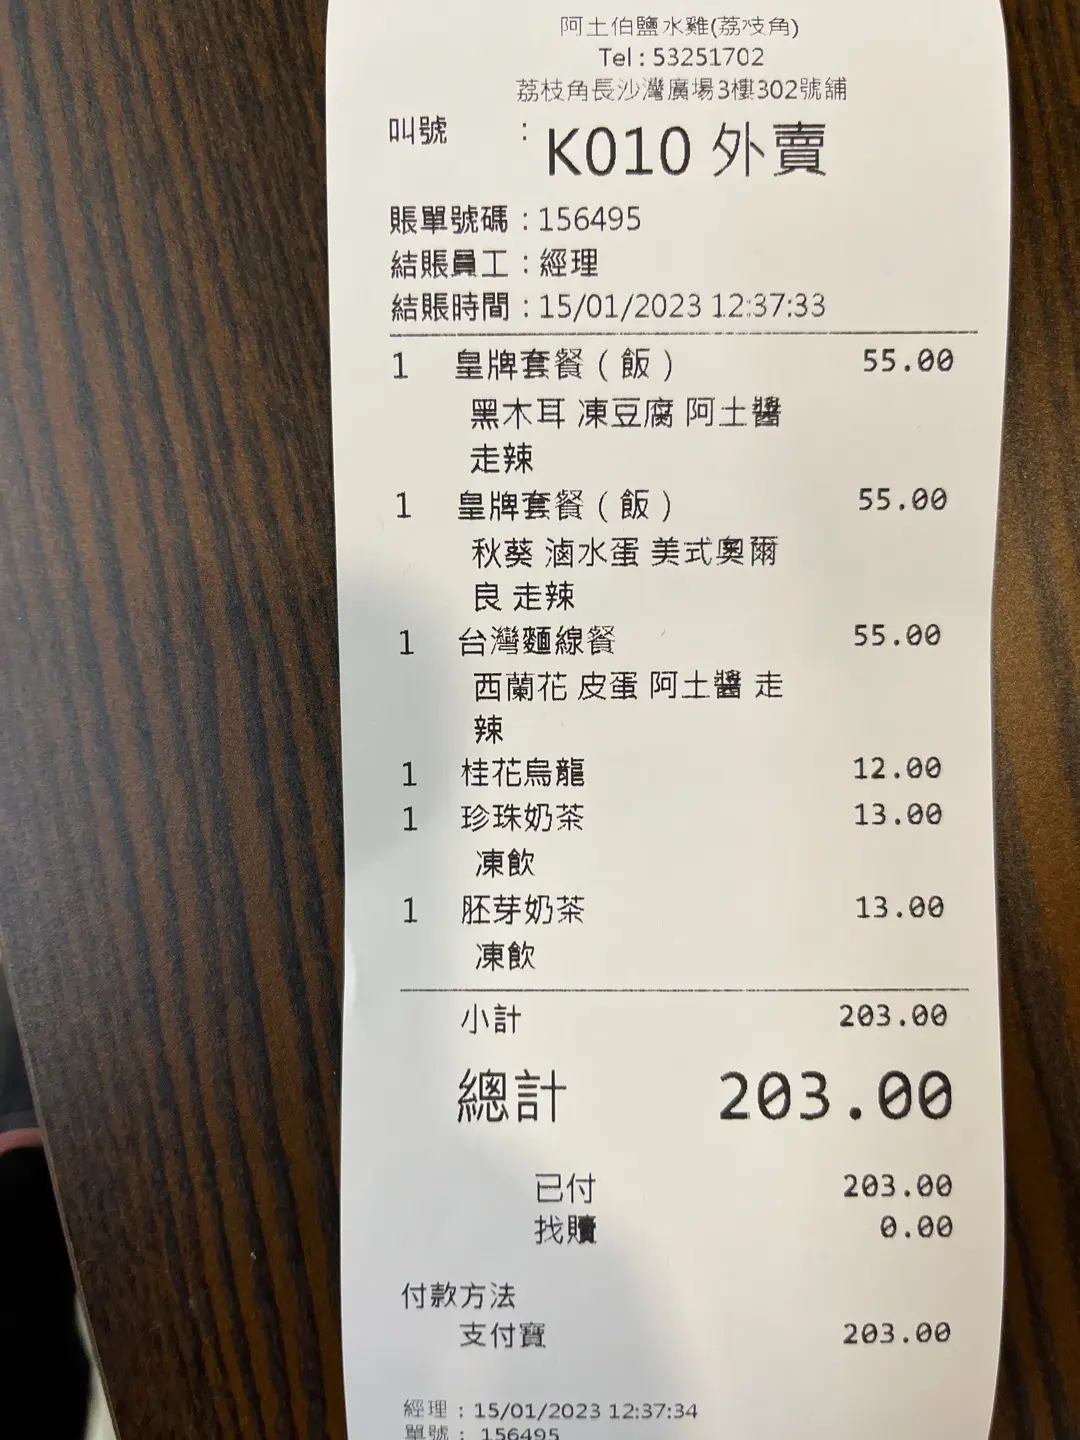 阿土伯鹽水雞(荔枝角)
Tel : 53251702
荔枝角長沙灣廣場3樓302號舖
叫號 : K010 外賣
賬單號碼 : 156495
結賬員工 : 經理
結賬時間 : 15/01/2023 12:37:33
1 皇牌套餐 ( 飯 ) 55.00
黑木耳 凍豆腐 阿土醬
走辣
1 皇牌套餐 ( 飯 ) 55.00
秋葵 滷水蛋 美式奧爾
良 走辣
1 台灣麵線餐 55.00
西蘭花 皮蛋 阿土醬 走
辣
1 桂花烏龍 12.00
1 珍珠奶茶 13.00
凍飲
1 胚芽奶茶 13.00
凍飲
小計 203.00
總計 203.00
已付 203.00
找贖 0.00
付款方法
支付寶 203.00
經理 : 15/01/2023 12:37:34
單號 : 156495